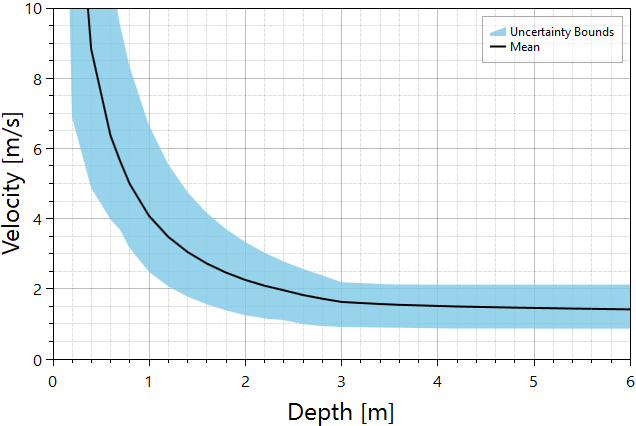 10
8
6
4
2
0
Velocity [m/s]
0 1 2 3 4 5 6
Depth [m]
Uncertainty Bounds
Mean